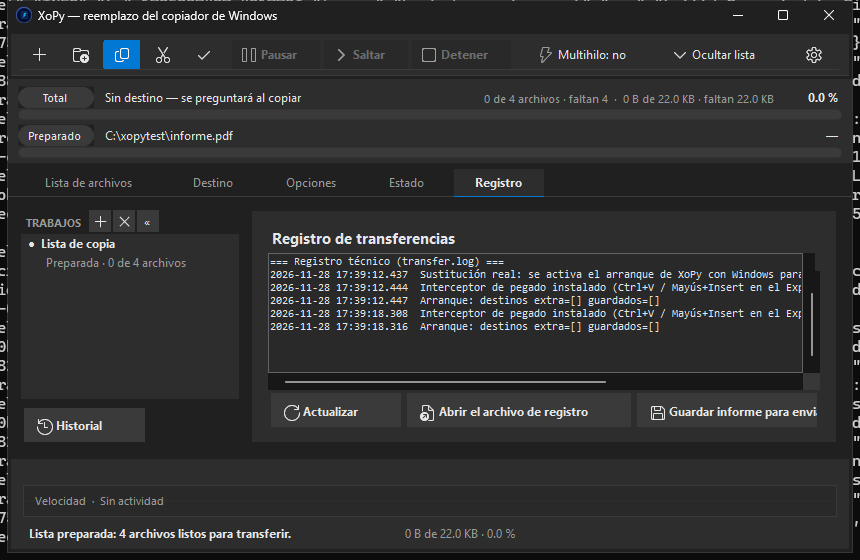 XoPy — reemplazo del copiador de Windows
Pausar Saltar Detener Multihilo: no Ocultar lista
Total Sin destino — se preguntará al copiar 0 de 4 archivos · faltan 4 · 0 B de 22.0 KB · faltan 22.0 KB 0.0 %
Preparado C:\xopytest\informe.pdf —
Lista de archivos Destino Opciones Estado Registro
TRABAJOS + × «
• Lista de copia
Preparada · 0 de 4 archivos
Historial
Registro de transferencias
=== Registro técnico (transfer.log) ===
2026-11-28 17:39:12.437 Sustitución real: se activa el arranque de XoPy con Windows para
2026-11-28 17:39:12.444 Interceptor de pegado instalado (Ctrl+V / Mayús+Insert en el Exp
2026-11-28 17:39:12.447 Arranque: destinos extra=[] guardados=[]
2026-11-28 17:39:18.308 Interceptor de pegado instalado (Ctrl+V / Mayús+Insert en el Exp
2026-11-28 17:39:18.316 Arranque: destinos extra=[] guardados=[]
Actualizar Abrir el archivo de registro Guardar informe para envia
Velocidad · Sin actividad
Lista preparada: 4 archivos listos para transferir. 0 B de 22.0 KB · 0.0 %